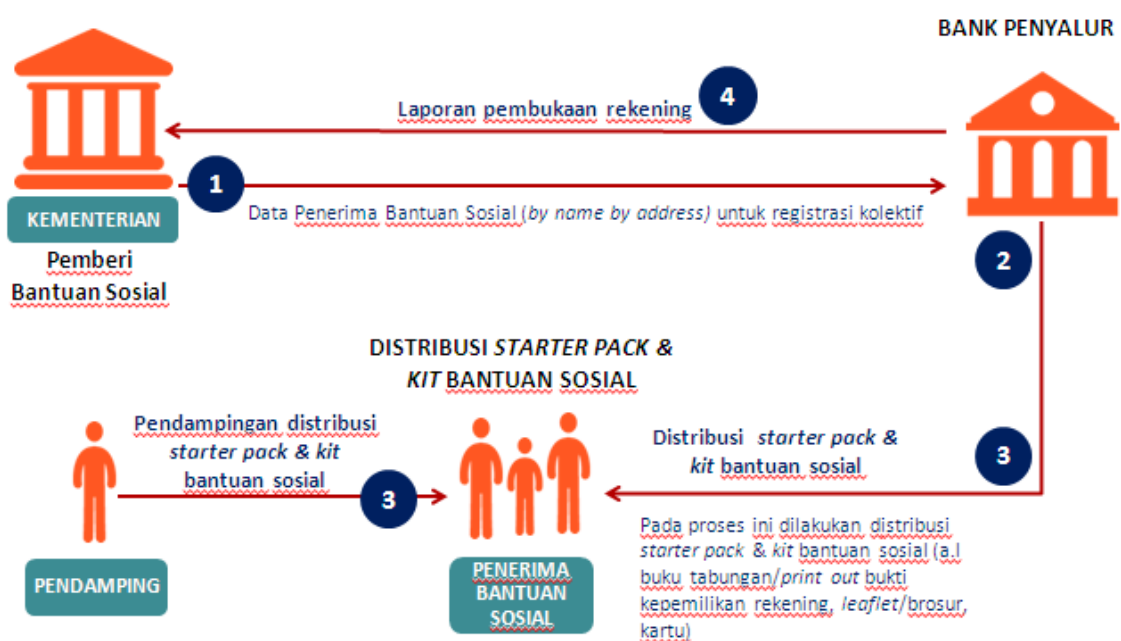 BANK PENYALUR
4
Laporan pembukaan rekening
1
Data Penerima Bantuan Sosial (by name by address) untuk registrasi kolektif
KEMENTERIAN
Pemberi
Bantuan Sosial
2
DISTRIBUSI STARTER PACK &
KIT BANTUAN SOSIAL
Pendampingan distribusi
starter pack & kit
bantuan sosial
3
Distribusi starter pack &
kit bantuan sosial
3
Pada proses ini dilakukan distribusi
starter pack & kit bantuan sosial (a.l
buku tabungan/print out bukti
kepemilikan rekening, leaflet/brosur,
kartu)
PENDAMPING
PENERIMA
BANTUAN
SOSIAL